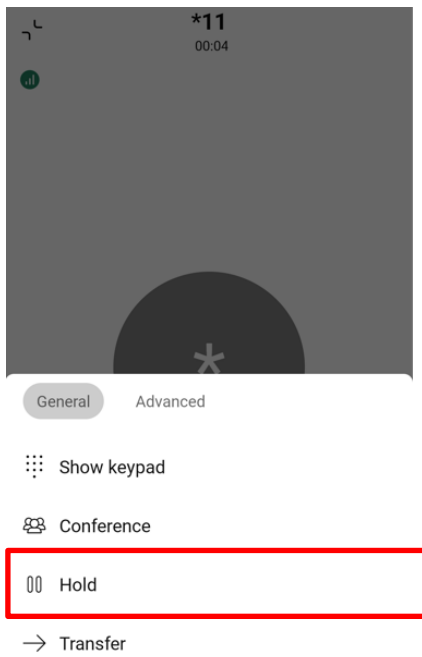 *11
00:04
*
General Advanced
Show keypad
Conference
Hold
Transfer